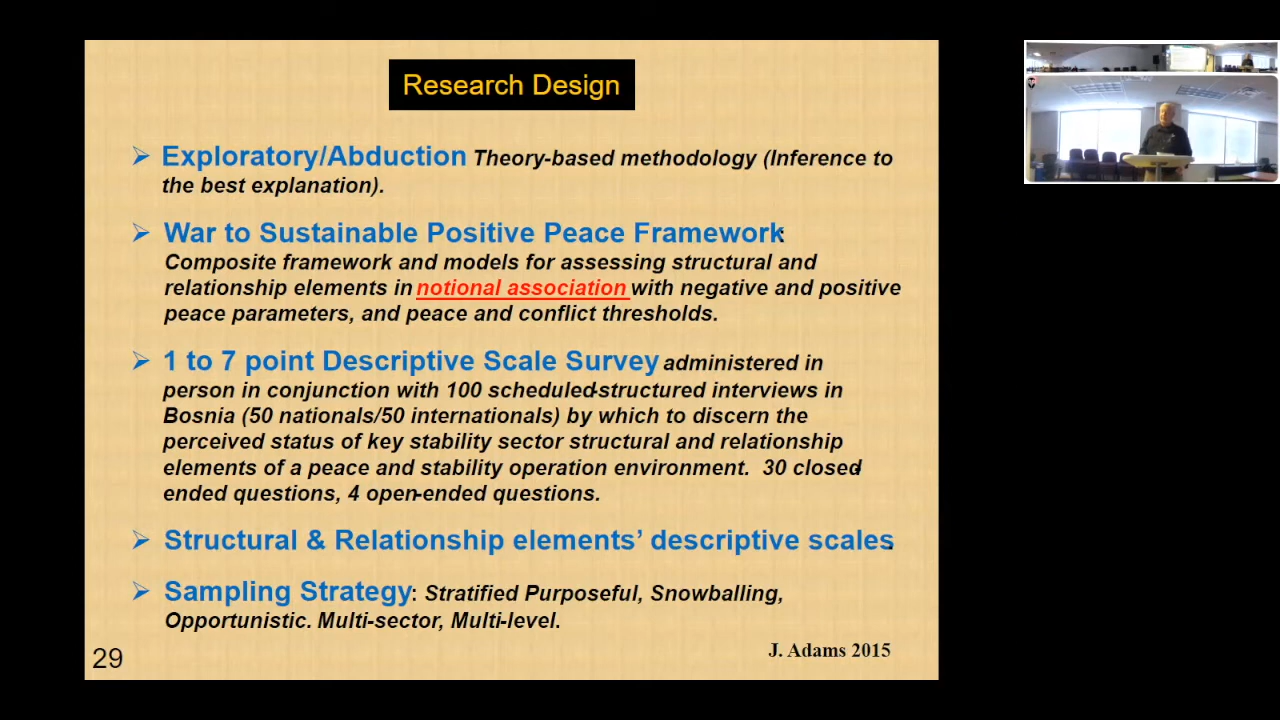 Research Design
Exploratory/Abduction Theory-based methodology (Inference to
the best explanation).
War to Sustainable Positive Peace Framework:
Composite framework and models for assessing structural and
relationship elements in notional association with negative and positive
peace parameters, and peace and conflict thresholds.
1 to 7 point Descriptive Scale Survey administered in
person in conjunction with 100 scheduled-structured interviews in
Bosnia (50 nationals/50 internationals) by which to discern the
perceived status of key stability sector structural and relationship
elements of a peace and stability operation environment. 30 closed-
ended questions, 4 open-ended questions.
Structural & Relationship elements’ descriptive scales.
Sampling Strategy: Stratified Purposeful, Snowballing,
Opportunistic. Multi-sector, Multi-level.
29
J. Adams 2015